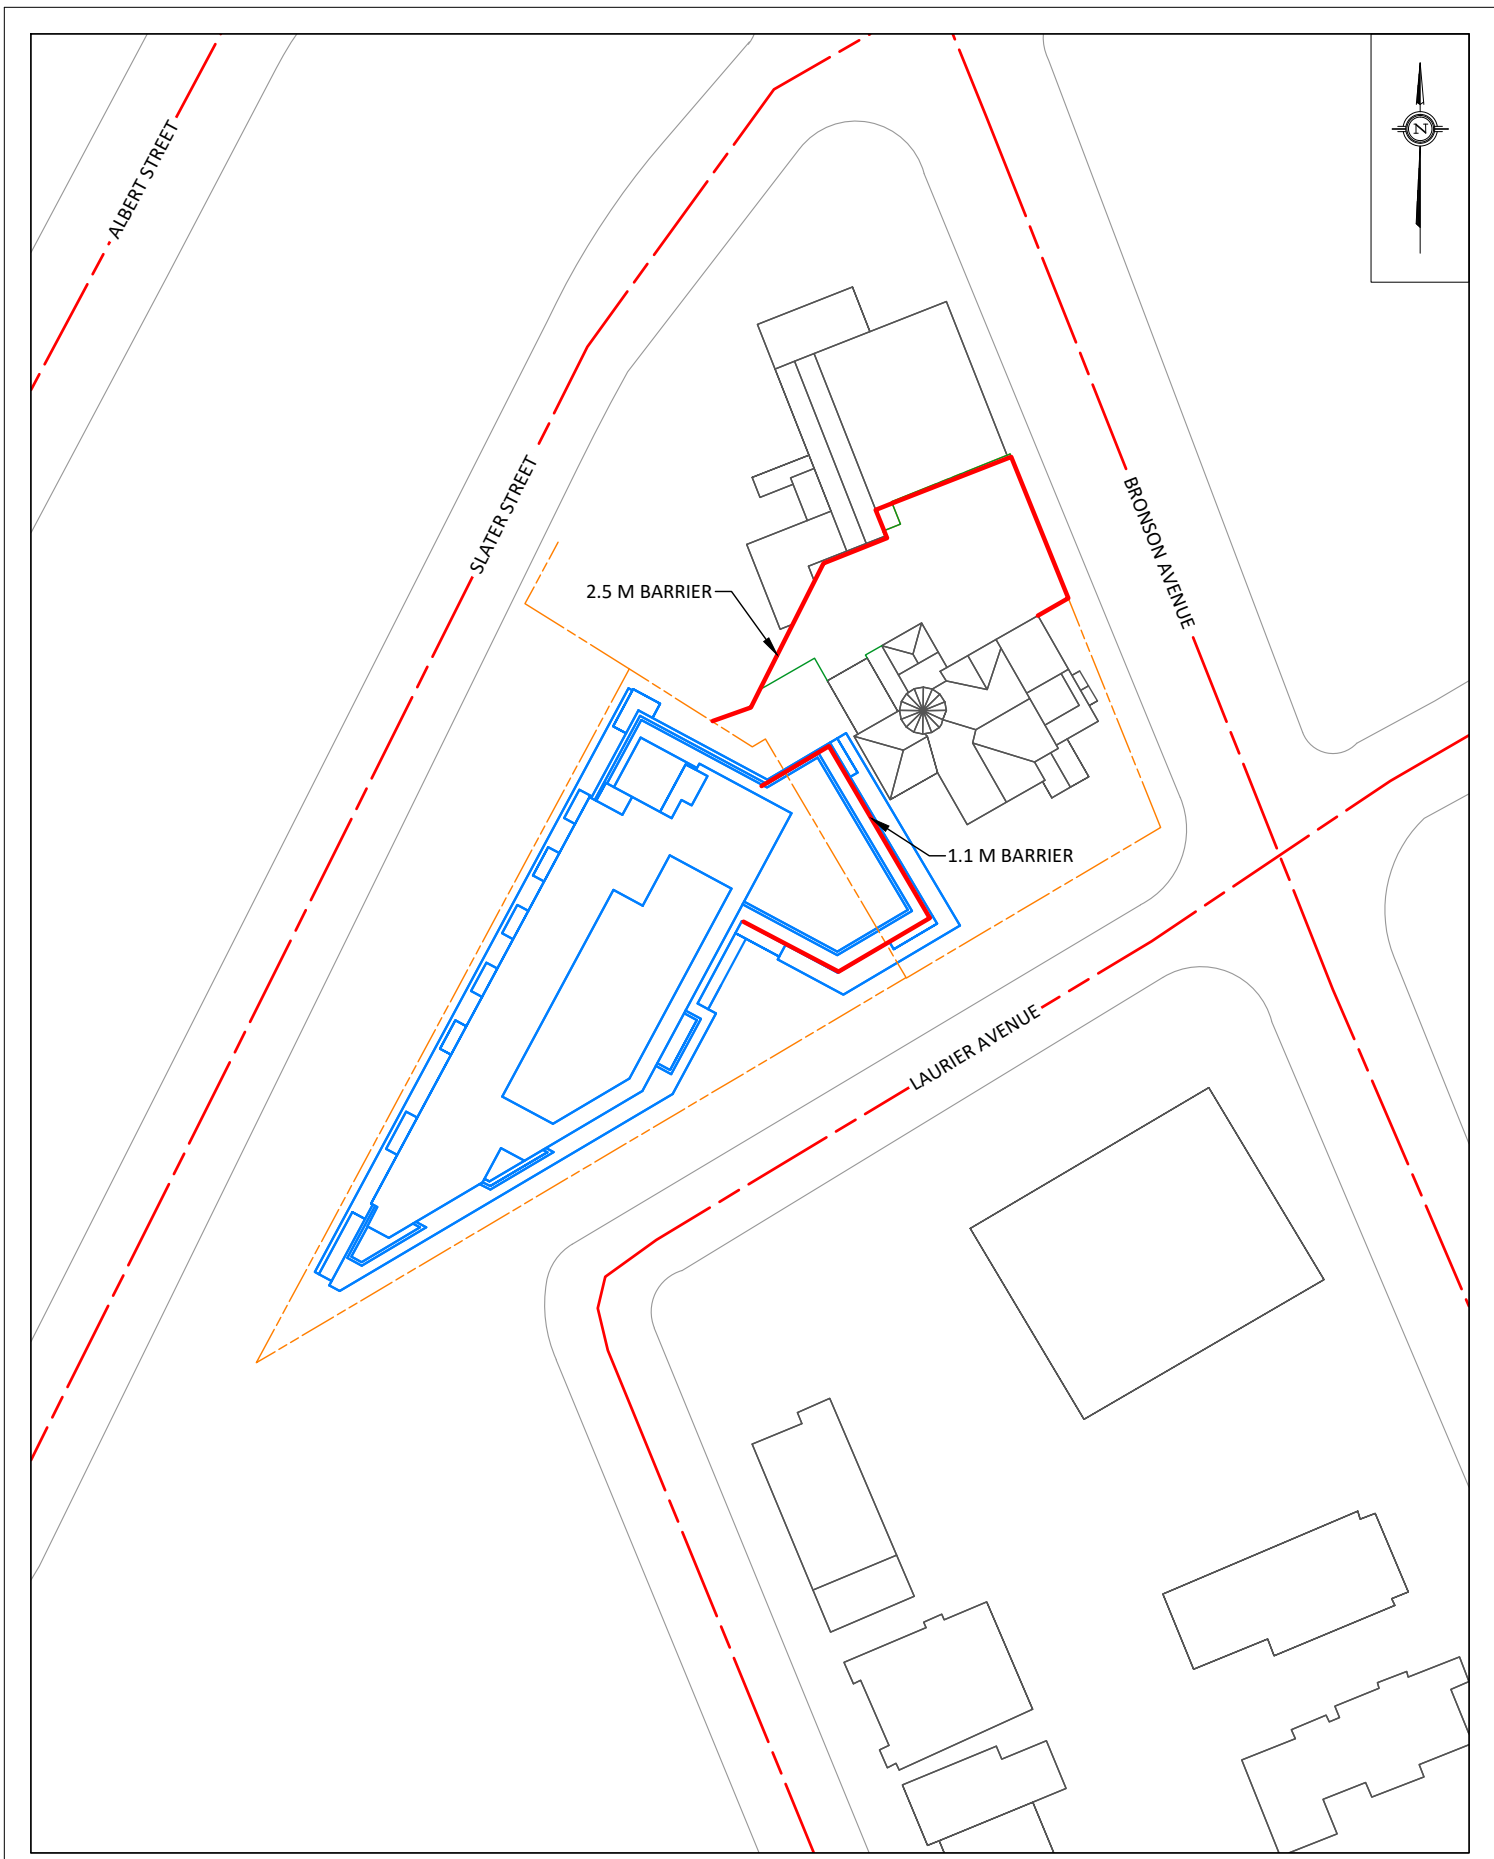 N
ALBERT STREET
SLATER STREET
BRONSON AVENUE
2.5 M BARRIER
1.1 M BARRIER
LAURIER AVENUE